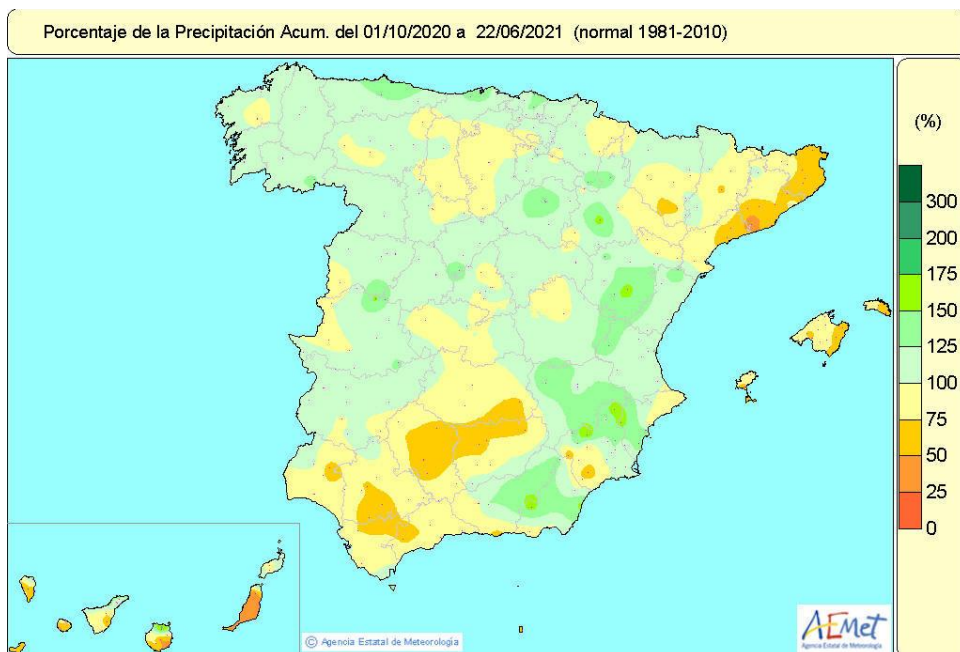 Porcentaje de la Precipitación Acum. del 01/10/2020 a 22/06/2021 (normal 1981-2010)
(%)
300
200
175
150
125
100
75
50
25
0
© Agencia Estatal de Meteorología
AEMet
Agencia Estatal de Meteorología